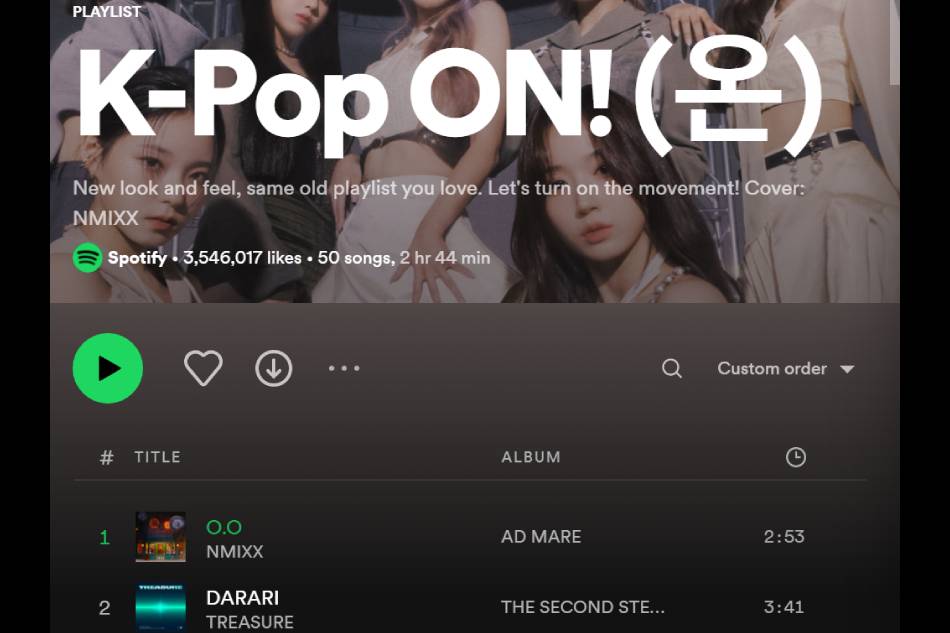 PLAYLIST
K-Pop ON! (온)
New look and feel, same old playlist you love. Let's turn on the movement! Cover:
NMIXX
Spotify • 3,546,017 likes • 50 songs, 2 hr 44 min
Custom order
# TITLE ALBUM
1 O.O AD MARE 2:53
NMIXX
TREASURE
2 DARARI THE SECOND STE... 3:41
TREASURE